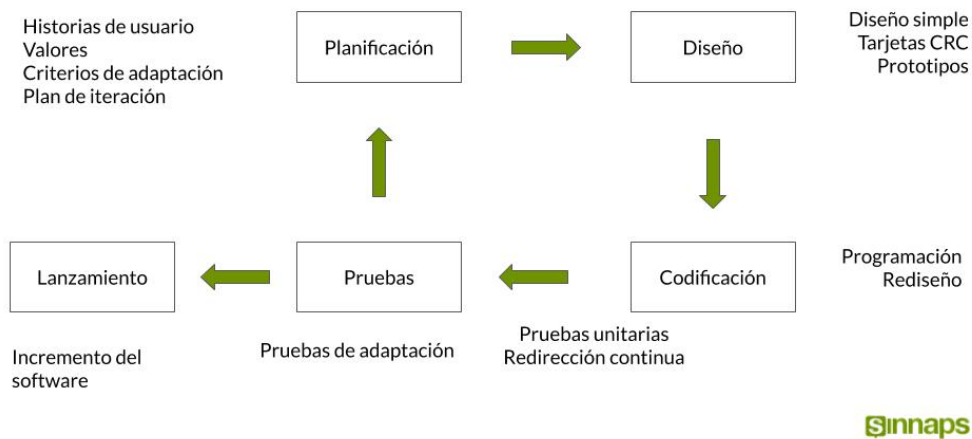 Historias de usuario
Valores
Criterios de adaptación
Plan de iteración
Planificación
Diseño
Diseño simple
Tarjetas CRC
Prototipos
Lanzamiento
Pruebas
Codificación
Programación
Rediseño
Incremento del
software
Pruebas de adaptación
Pruebas unitarias
Redirección continua
sinnaps